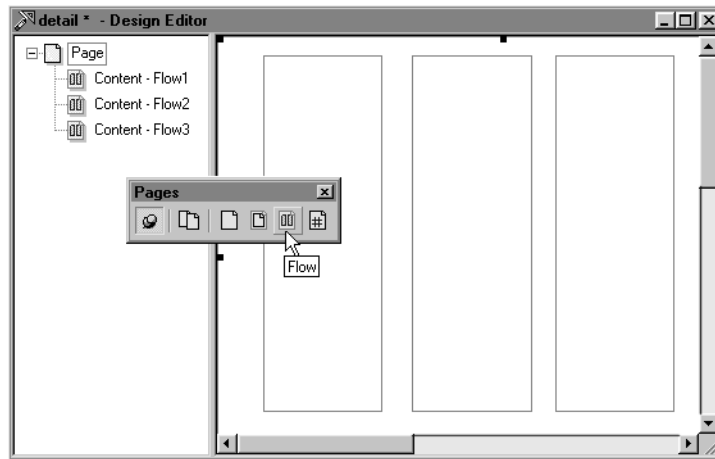 detail * - Design Editor
Page
Content - Flow1
Content - Flow2
Content - Flow3
Pages
Flow